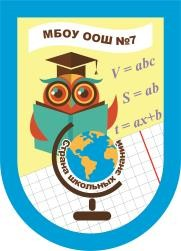 МБОУ ООШ №7
V = abc
S = ab
t = ax+b
Страна школьных знаний